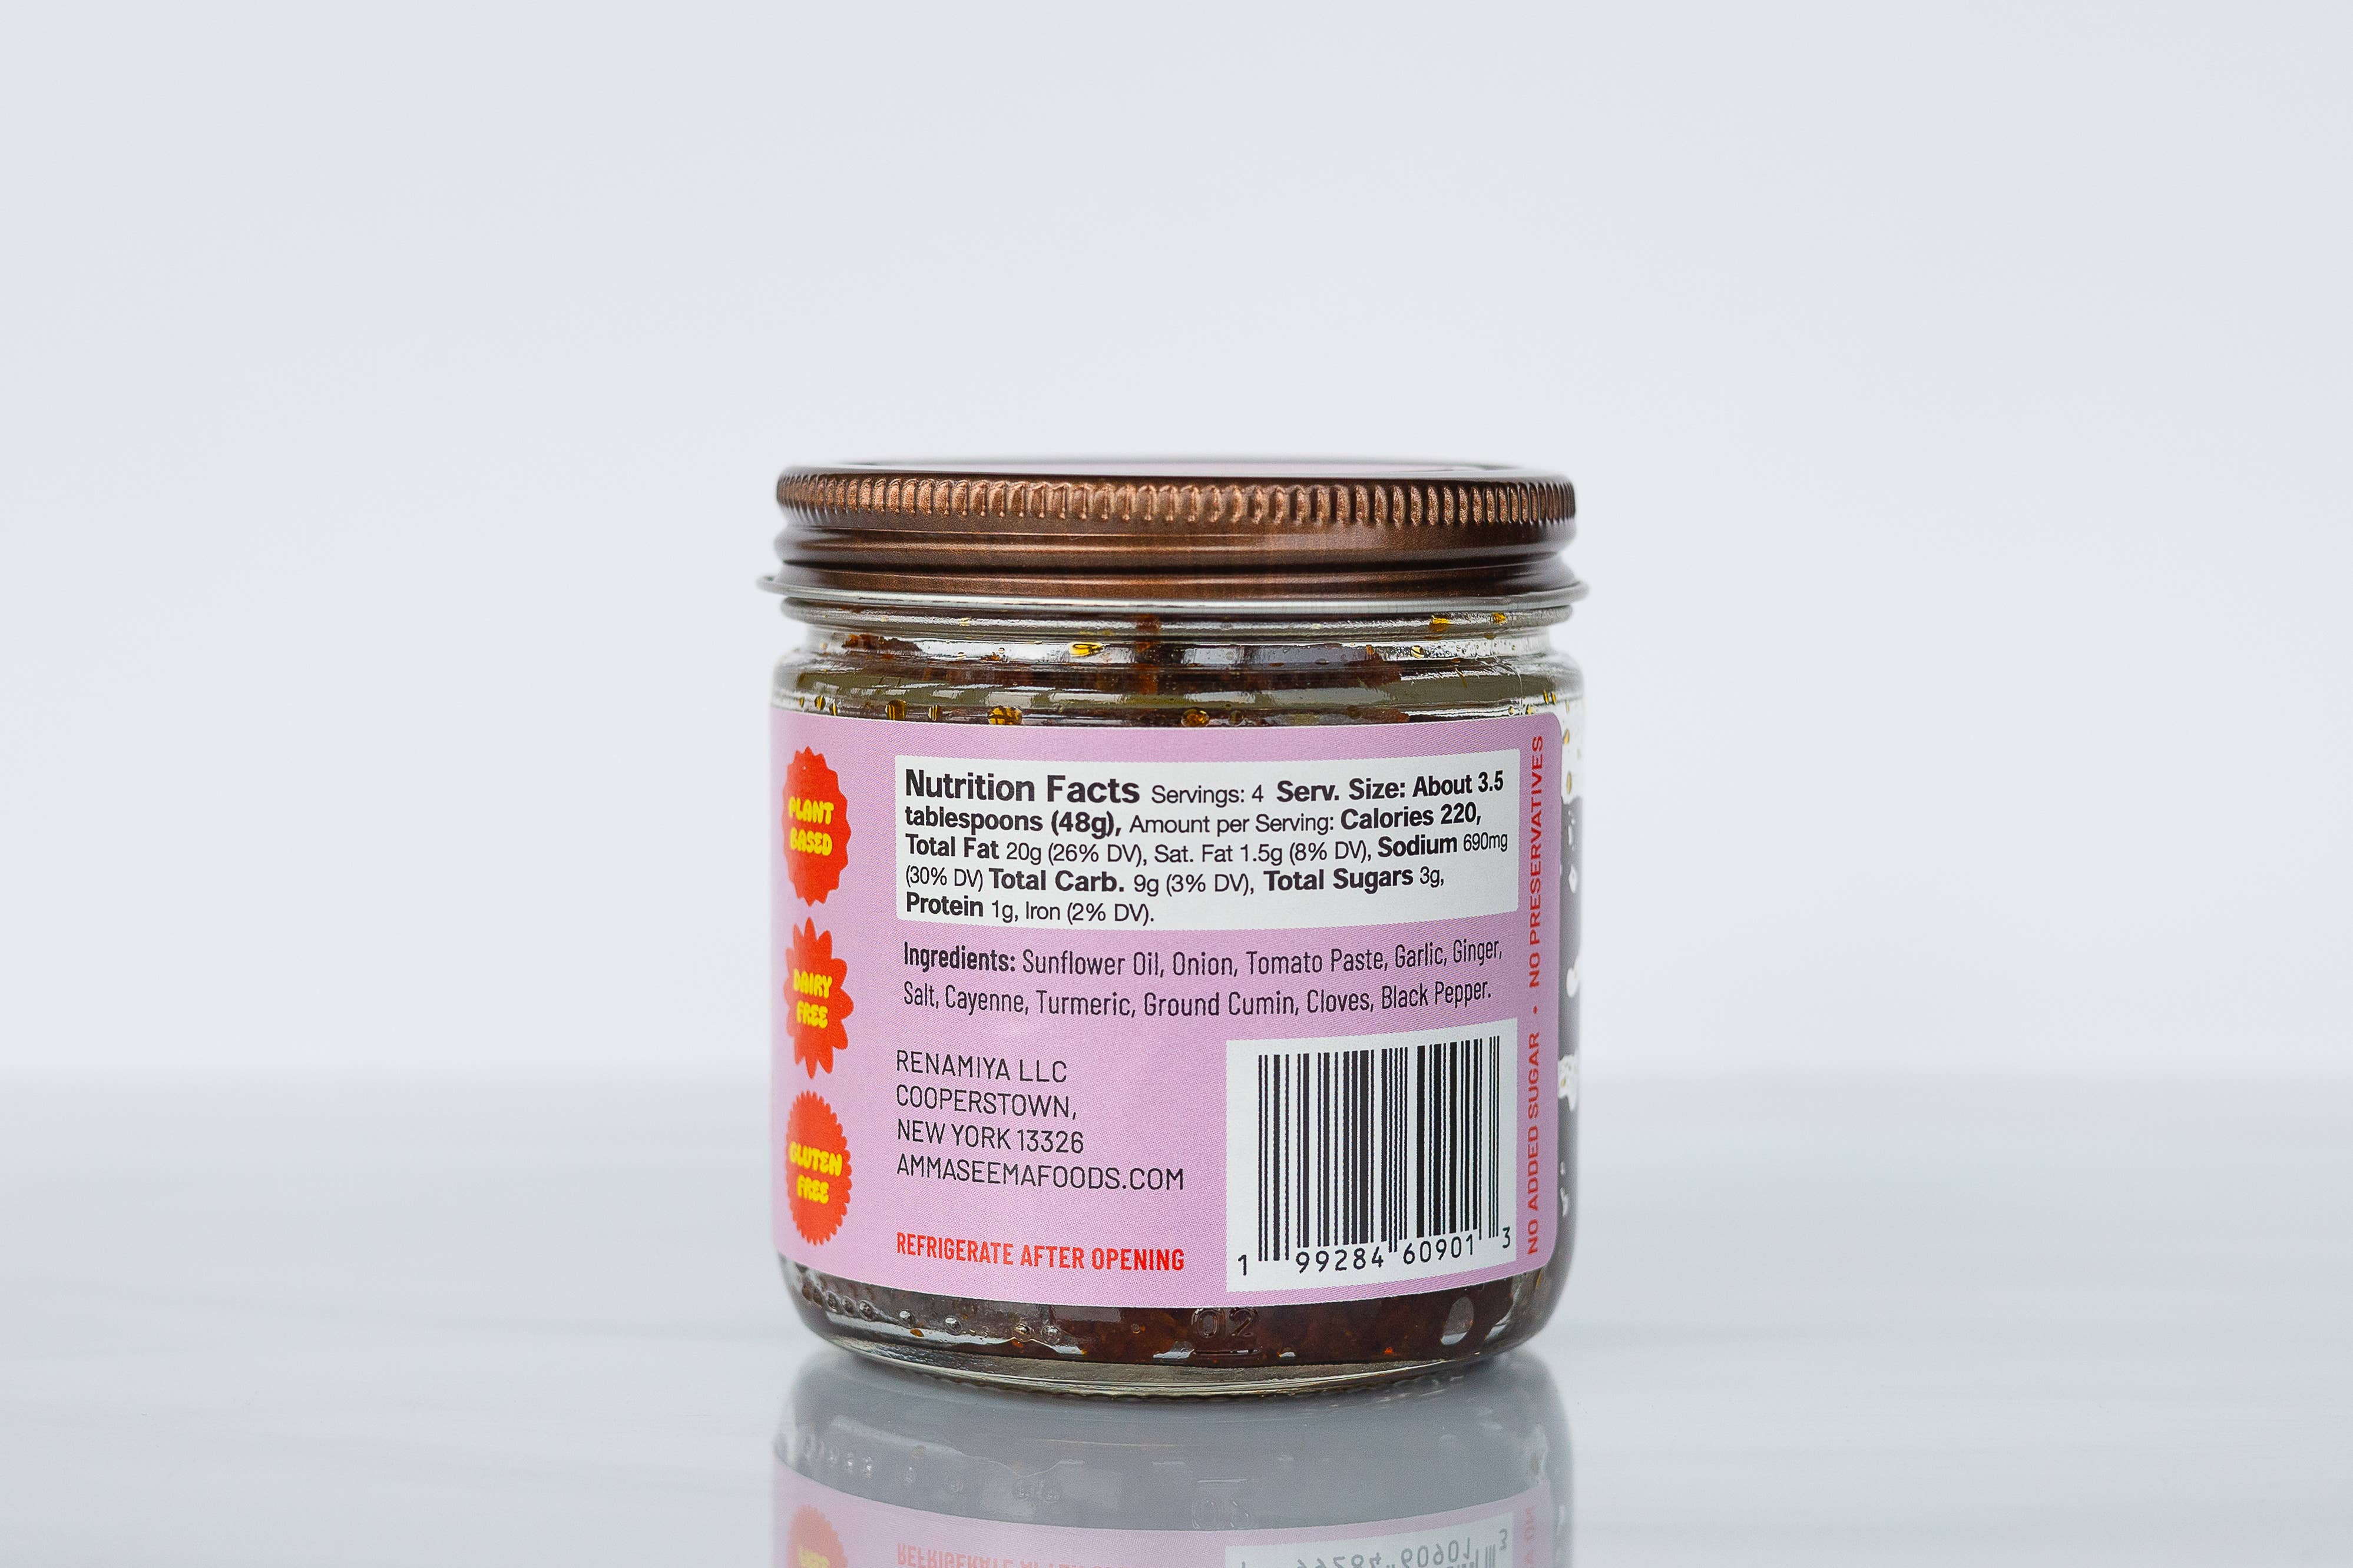 PLANT
BASED
DAIRY
FREE
GLUTEN
FREE
Nutrition Facts Servings: 4 Serv. Size: About 3.5
tablespoons (48g), Amount per Serving: Calories 220,
Total Fat 20g (26% DV), Sat. Fat 1.5g (8% DV), Sodium 690mg
(30% DV) Total Carb. 9g (3% DV), Total Sugars 3g,
Protein 1g, Iron (2% DV).
Ingredients: Sunflower Oil, Onion, Tomato Paste, Garlic, Ginger,
Salt, Cayenne, Turmeric, Ground Cumin, Cloves, Black Pepper.
RENAMIYA LLC
COOPERSTOWN,
NEW YORK 13326
AMMASEEMAFOODS.COM
REFRIGERATE AFTER OPENING
1 99284 60901 3
NO ADDED SUGAR • NO PRESERVATIVES
02